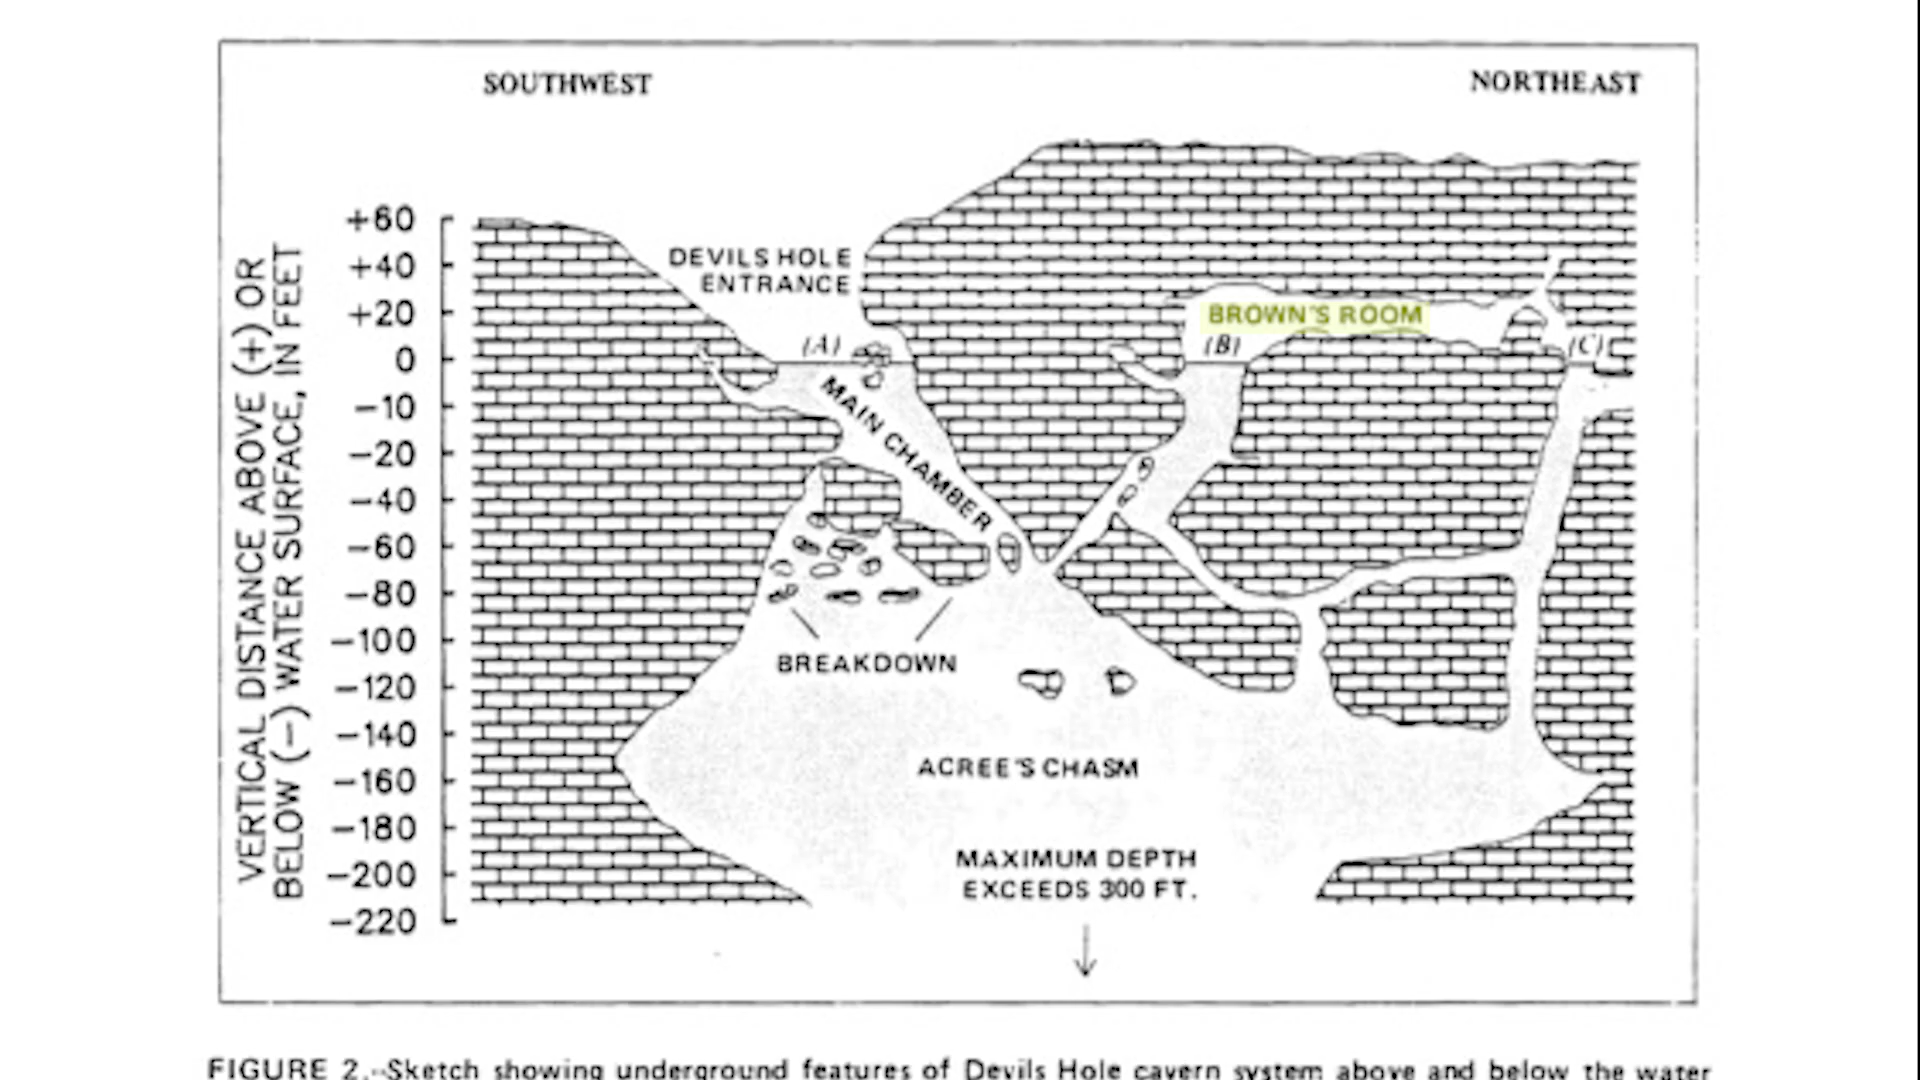 SOUTHWEST
NORTHEAST
VERTICAL DISTANCE ABOVE (+) OR
BELOW (−) WATER SURFACE, IN FEET
+60
+40
+20
0
−10
−20
−40
−60
−80
−100
−120
−140
−160
−180
−200
−220
DEVILS HOLE
ENTRANCE
BROWN'S ROOM
(A)
(B)
(C)
MAIN CHAMBER
BREAKDOWN
ACREE'S CHASM
MAXIMUM DEPTH
EXCEEDS 300 FT.
FIGURE 2.--Sketch showing underground features of Devils Hole cavern system above and below the water